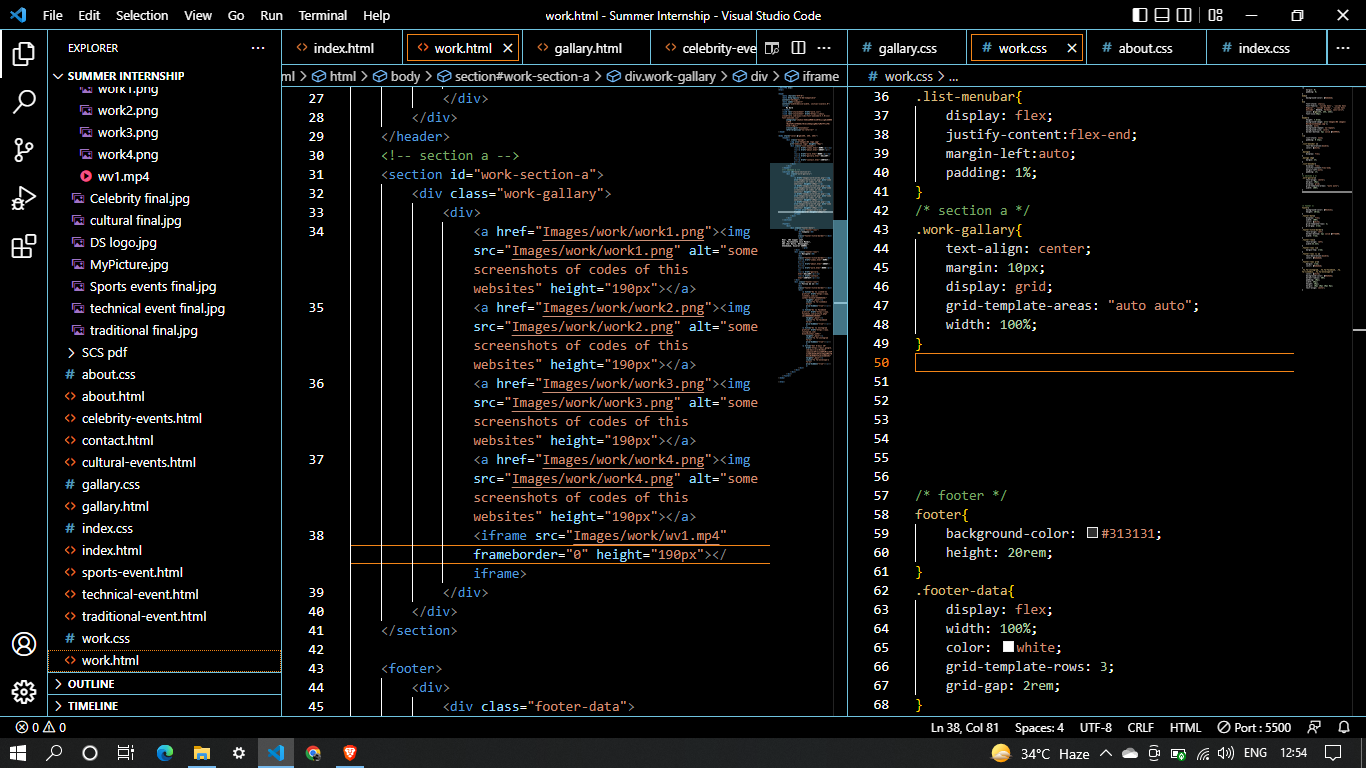 File Edit Selection View Go Run Terminal Help work.html - Summer Internship - Visual Studio Code
EXPLORER
SUMMER INTERNSHIP
work1.png
work2.png
work3.png
work4.png
wv1.mp4
Celebrity final.jpg
cultural final.jpg
DS logo.jpg
MyPicture.jpg
Sports events final.jpg
technical event final.jpg
traditional final.jpg
SCS pdf
about.css
about.html
celebrity-events.html
contact.html
cultural-events.html
gallary.css
gallary.html
index.css
index.html
sports-event.html
technical-event.html
traditional-event.html
work.css
work.html
OUTLINE
TIMELINE
index.html work.html gallary.html celebrity-eve
ml > html > body > section#work-section-a > div.work-gallary > div > iframe
27 </div>
28 </div>
29 </header>
30 <!-- section a -->
31 <section id="work-section-a">
32 <div class="work-gallary">
33 <div>
34 <a href="Images/work/work1.png"><img
src="Images/work/work1.png" alt="some
screenshots of codes of this
websites" height="190px"></a>
35 <a href="Images/work/work2.png"><img
src="Images/work/work2.png" alt="some
screenshots of codes of this
websites" height="190px"></a>
36 <a href="Images/work/work3.png"><img
src="Images/work/work3.png" alt="some
screenshots of codes of this
websites" height="190px"></a>
37 <a href="Images/work/work4.png"><img
src="Images/work/work4.png" alt="some
screenshots of codes of this
websites" height="190px"></a>
38 <iframe src="Images/work/wv1.mp4"
frameborder="0" height="190px"></
iframe>
39 </div>
40 </div>
41 </section>
42
43 <footer>
44 <div>
45 <div class="footer-data">
gallary.css work.css about.css index.css
work.css > ...
36 .list-menubar{
37 display: flex;
38 justify-content:flex-end;
39 margin-left:auto;
40 padding: 1%;
41 }
42 /* section a */
43 .work-gallary{
44 text-align: center;
45 margin: 10px;
46 display: grid;
47 grid-template-areas: "auto auto";
48 width: 100%;
49 }
50
51
52
53
54
55
56
57 /* footer */
58 footer{
59 background-color: #313131;
60 height: 20rem;
61 }
62 .footer-data{
63 display: flex;
64 width: 100%;
65 color: white;
66 grid-template-rows: 3;
67 grid-gap: 2rem;
68 }
0 0 Ln 38, Col 81 Spaces: 4 UTF-8 CRLF HTML Port : 5500
34°C Haze ENG 12:54